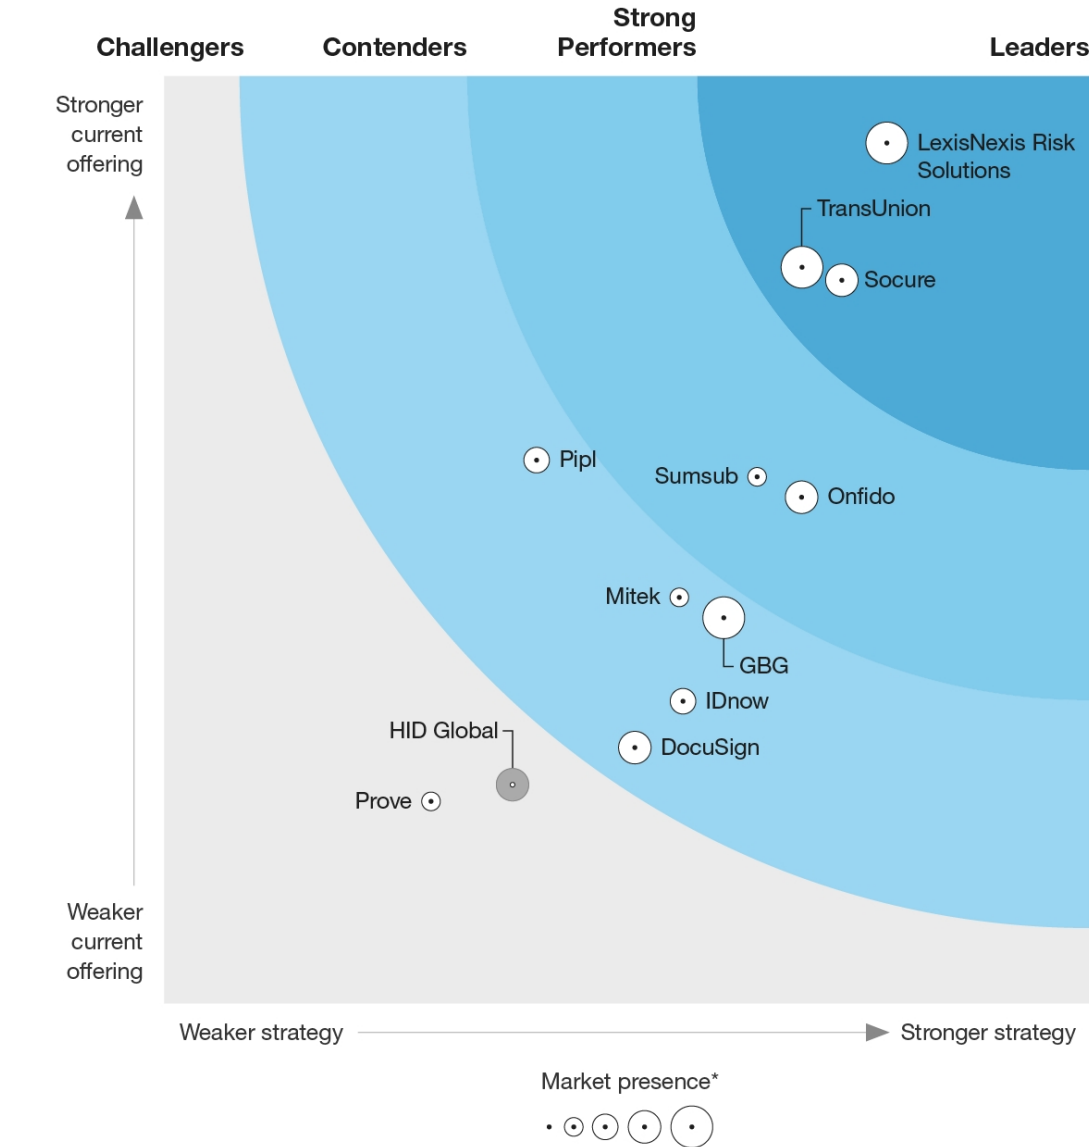 Challengers
Contenders
Strong
Performers
Leaders
Stronger
current
offering
LexisNexis Risk
Solutions
TransUnion
Socure
Pipl
Sumsub
Onfido
Mitek
GBG
IDnow
HID Global
DocuSign
Prove
Weaker
current
offering
Weaker strategy
Stronger strategy
Market presence*